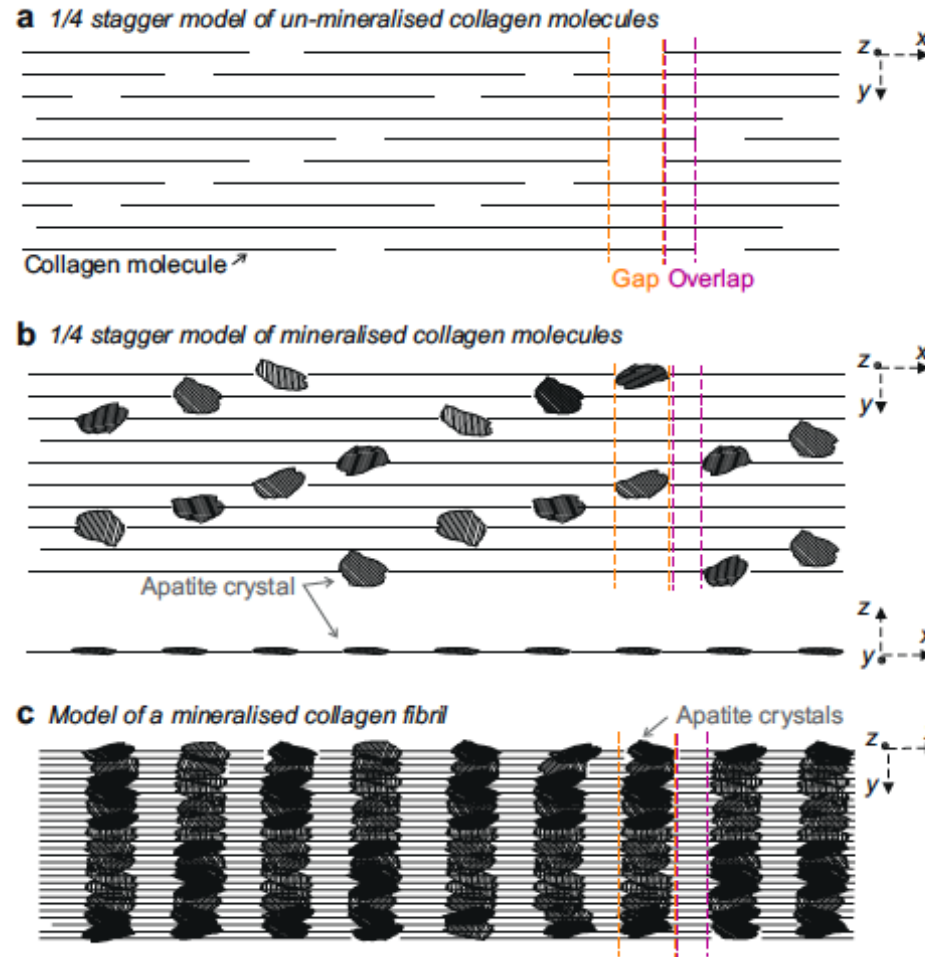 a 1/4 stagger model of un-mineralised collagen molecules
z x
y
Collagen molecule
Gap Overlap
b 1/4 stagger model of mineralised collagen molecules
z x
y
Apatite crystal
z
y x
c Model of a mineralised collagen fibril
Apatite crystals
z
y